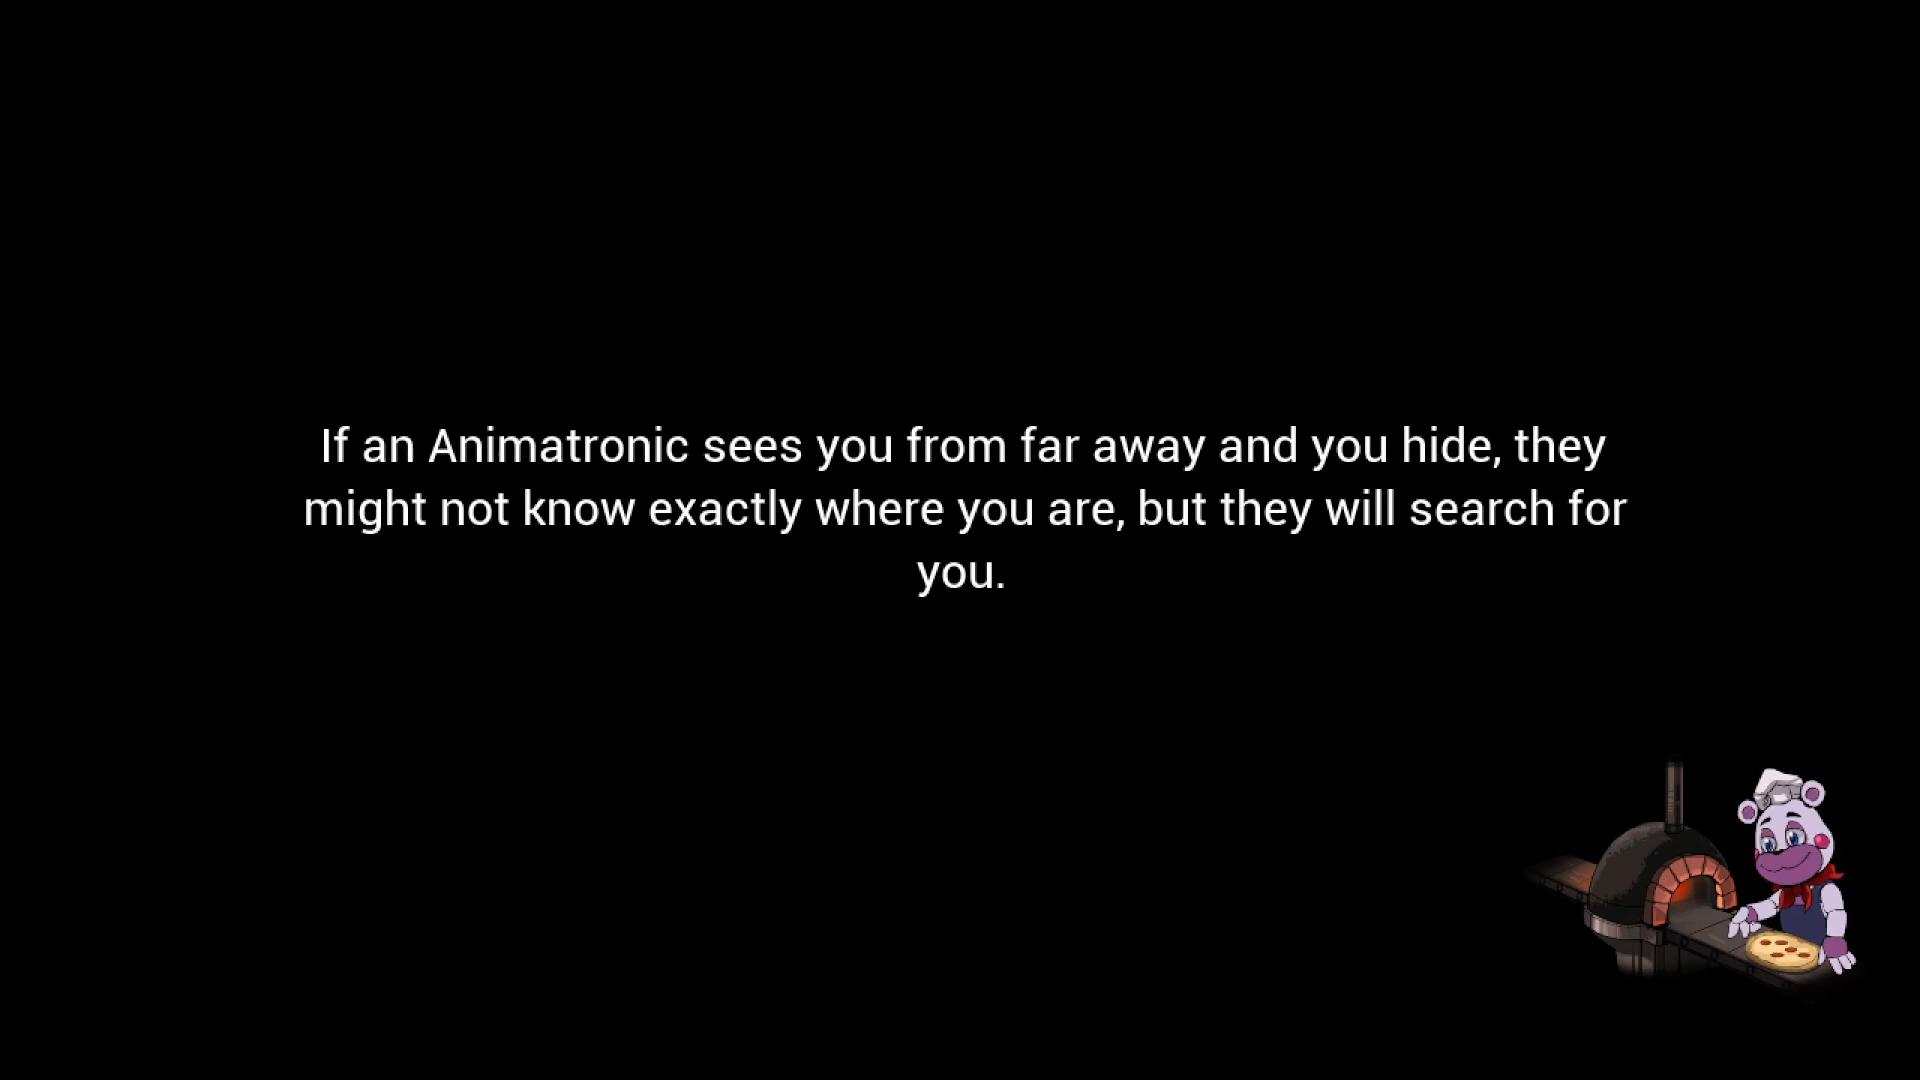 If an Animatronic sees you from far away and you hide, they
might not know exactly where you are, but they will search for
you.